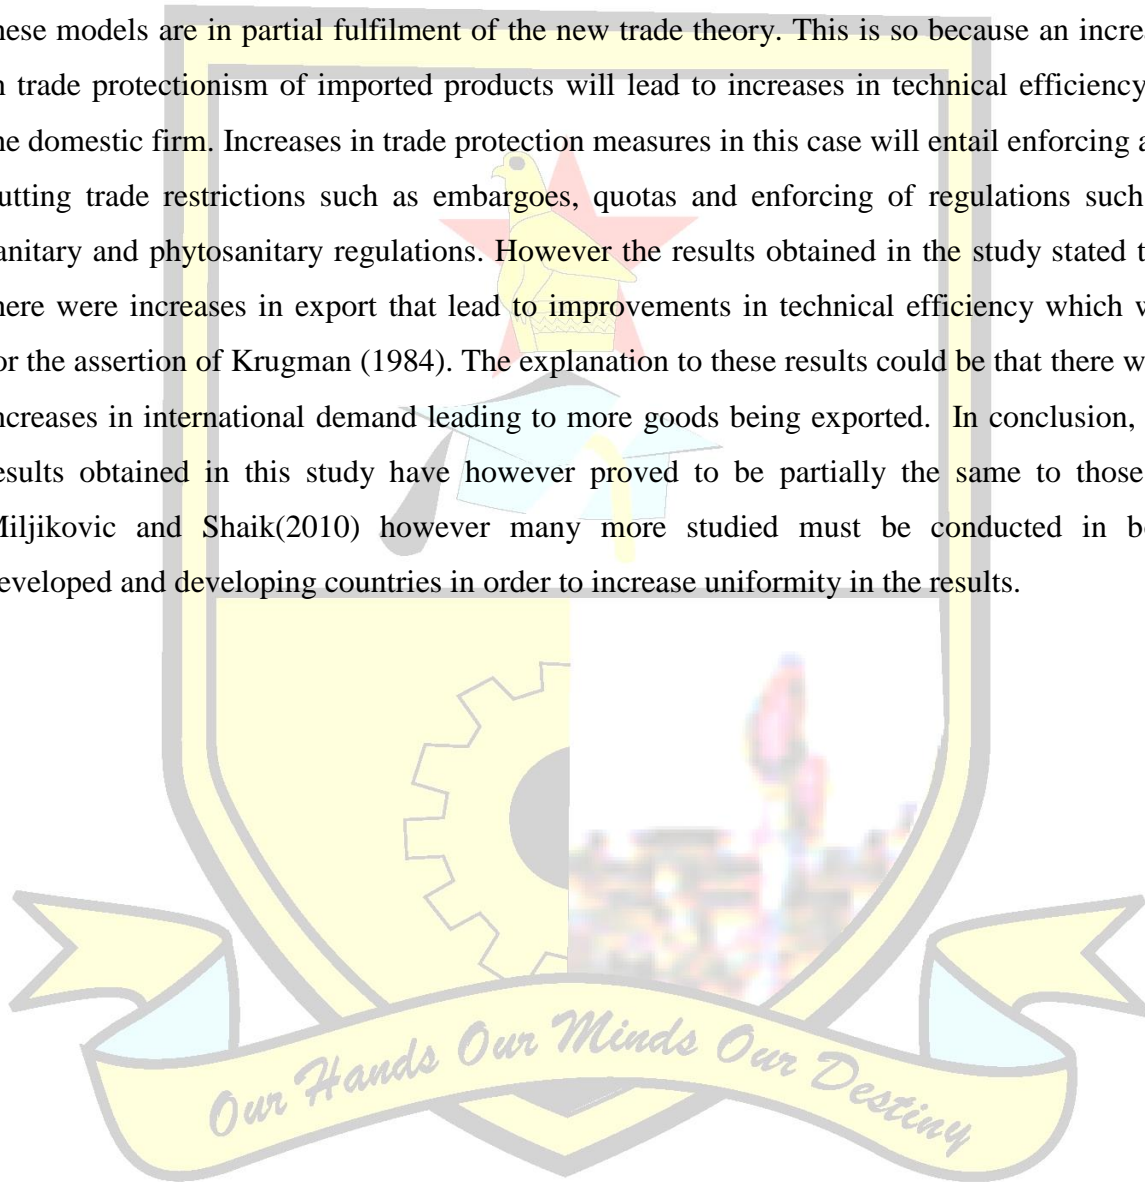 hese models are in partial fulfilment of the new trade theory. This is so because an increa
n trade protectionism of imported products will lead to increases in technical efficiency
he domestic firm. Increases in trade protection measures in this case will entail enforcing a
utting trade restrictions such as embargoes, quotas and enforcing of regulations such
anitary and phytosanitary regulations. However the results obtained in the study stated t
here were increases in export that lead to improvements in technical efficiency which
or the assertion of Krugman (1984). The explanation to these results could be that there w
ncreases in international demand leading to more goods being exported. In conclusion,
esults obtained in this study have however proved to be partially the same to those
Miljikovic and Shaik(2010) however many more studied must be conducted in b
eveloped and developing countries in order to increase uniformity in the results.
Our Hands Our Minds Our Destiny